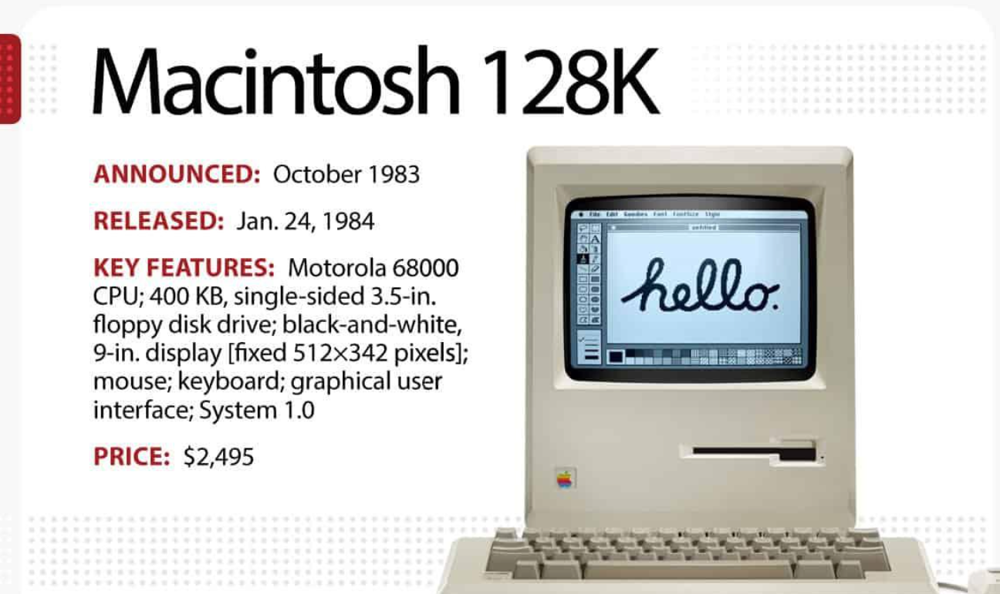 Macintosh 128K
ANNOUNCED: October 1983
RELEASED: Jan. 24, 1984
KEY FEATURES: Motorola 68000
CPU; 400 KB, single-sided 3.5-in.
floppy disk drive; black-and-white,
9-in. display [fixed 512×342 pixels];
mouse; keyboard; graphical user
interface; System 1.0
PRICE: $2,495
File Edit Goodies Font FontSize Style
untitled
A
hello.